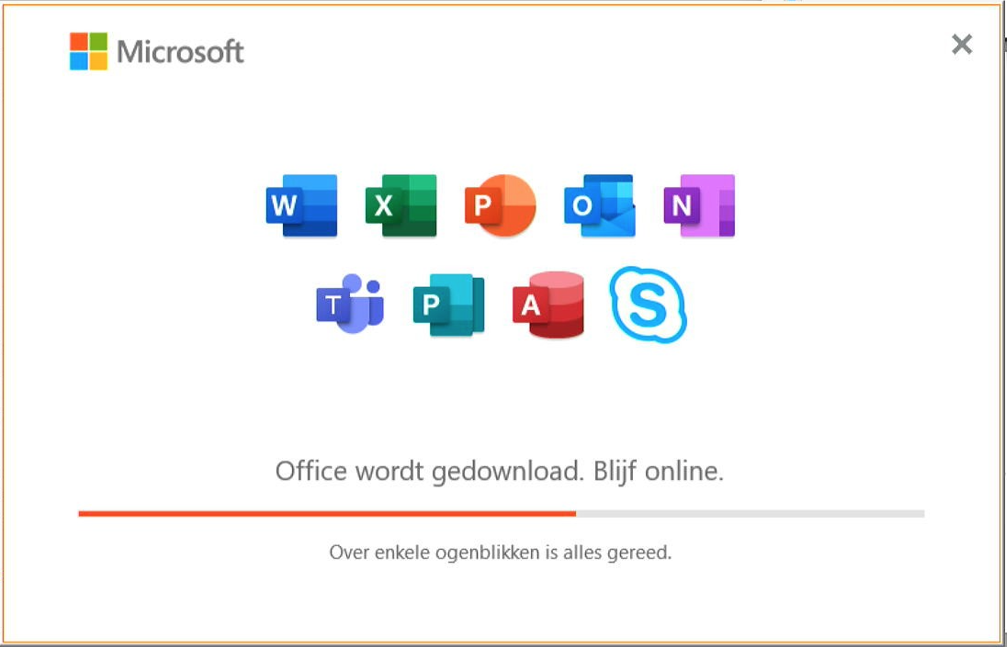 Microsoft
W X P O N
T P A S
Office wordt gedownload. Blijf online.
Over enkele ogenblikken is alles gereed.